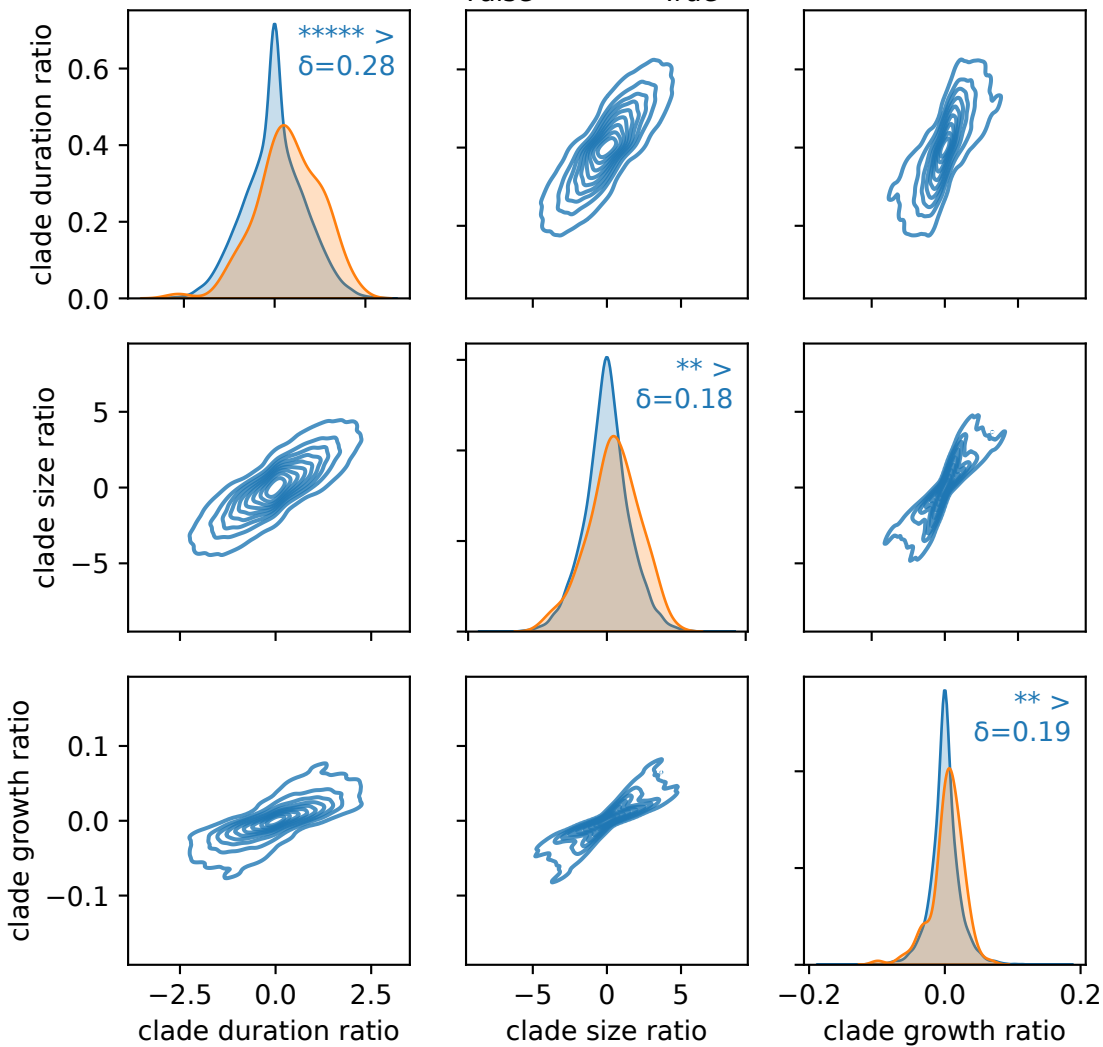 ***** >
δ=0.28
clade duration ratio
0.6
0.4
0.2
0.0
** >
δ=0.18
clade size ratio
5
0
−5
** >
δ=0.19
clade growth ratio
0.1
0.0
−0.1
−2.5 0.0 2.5
−5 0 5
−0.2 0.0 0.2
clade duration ratio
clade size ratio
clade growth ratio